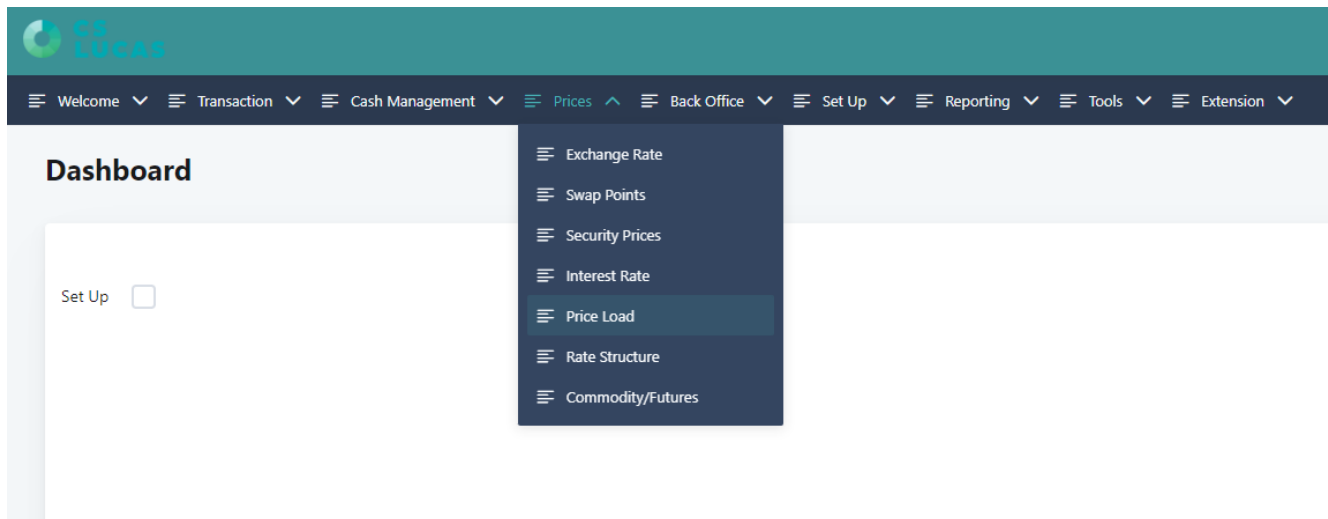 CS
LUCAS
Welcome Transaction Cash Management Prices Back Office Set Up Reporting Tools Extension
Dashboard
Exchange Rate
Swap Points
Security Prices
Interest Rate
Set Up
Price Load
Rate Structure
Commodity/Futures